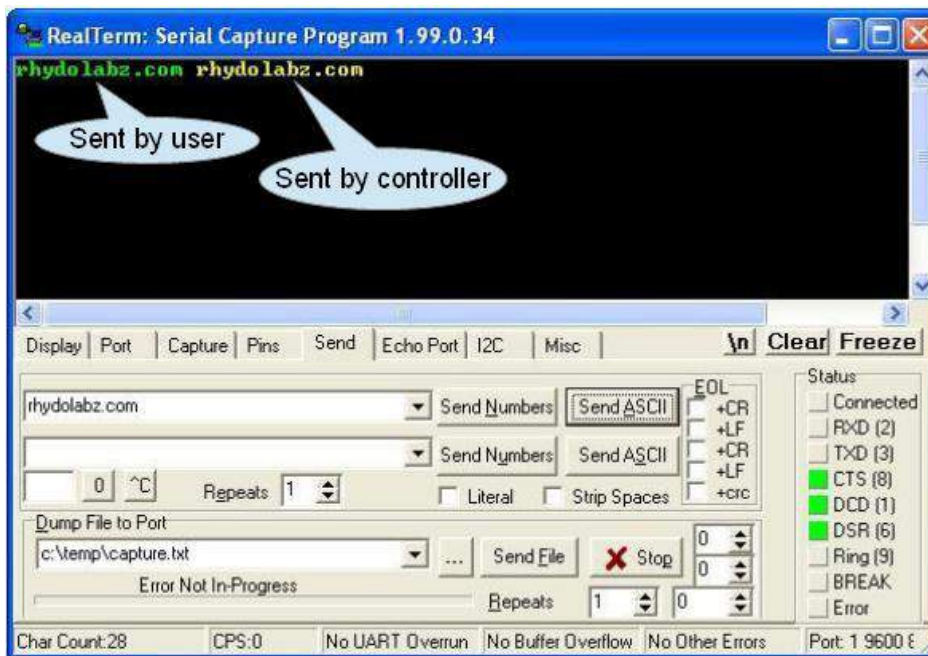 RealTerm: Serial Capture Program 1.99.0.34
rhydolabz.com rhydolabz.com
Sent by user
Sent by controller
Display Port Capture Pins Send Echo Port I2C Misc \n Clear Freeze
EOL Status
rhydolabz.com Send Numbers Send ASCII +CR Connected
+LF RXD (2)
Send Numbers Send ASCII +CR TXD (3)
+LF CTS (8)
0 ^C Repeats 1 Literal Strip Spaces +crc DCD (1)
Dump File to Port DSR (6)
c:\temp\capture.txt ... Send File Stop 0 Ring (9)
0
Error Not In-Progress BREAK
Repeats 1 0 Error
Char Count:28 CPS:0 No UART Overrun No Buffer Overflow No Other Errors Port: 1 9600